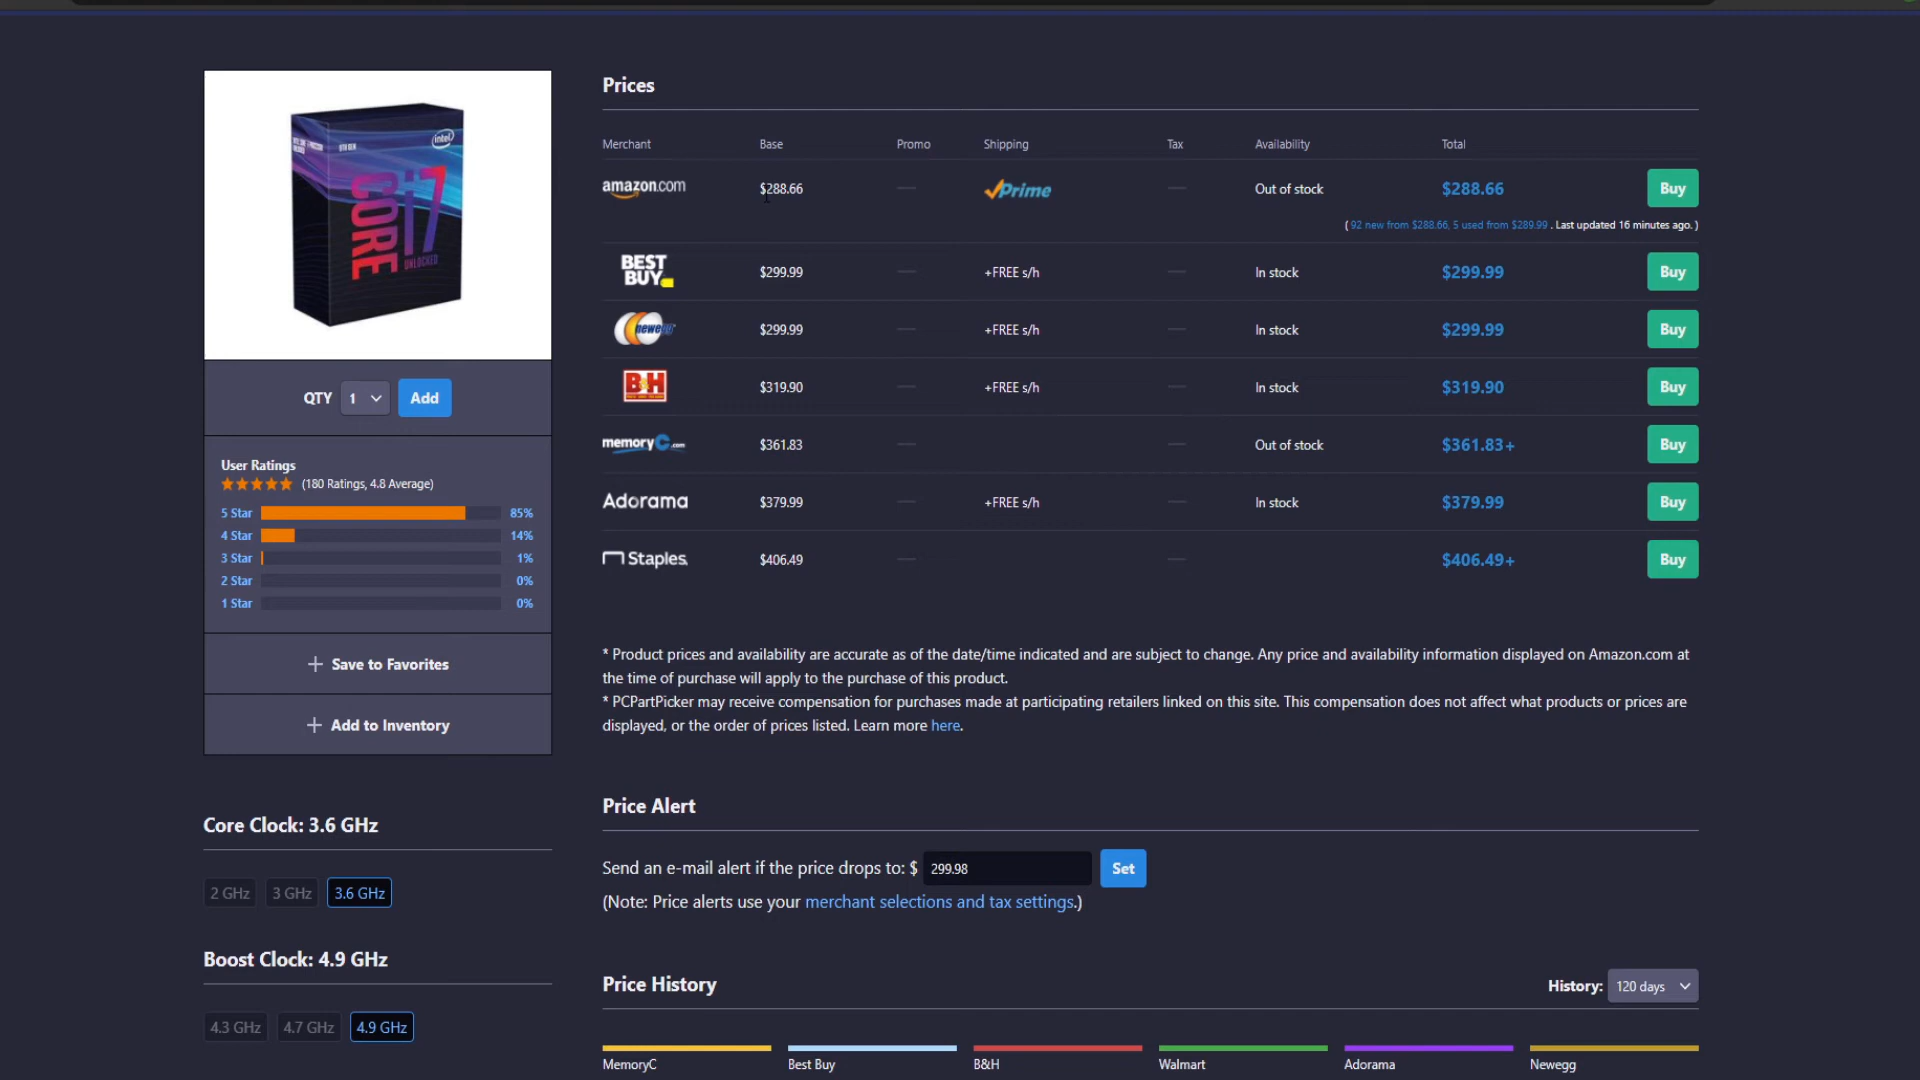 Prices
Merchant Base Promo Shipping Tax Availability Total
amazon.com $288.66 — Prime — Out of stock $288.66 Buy
( 92 new from $288.66, 5 used from $289.99 . Last updated 16 minutes ago. )
BEST BUY $299.99 — +FREE s/h — In stock $299.99 Buy
newegg $299.99 — +FREE s/h — In stock $299.99 Buy
B&H $319.90 — +FREE s/h — In stock $319.90 Buy
memoryC.com $361.83 — — Out of stock $361.83+ Buy
Adorama $379.99 — +FREE s/h — In stock $379.99 Buy
Staples. $406.49 — — $406.49+ Buy
intel
9TH GEN
CORE i7
UNLOCKED
QTY 1 Add
User Ratings
(180 Ratings, 4.8 Average)
5 Star 85%
4 Star 14%
3 Star 1%
2 Star 0%
1 Star 0%
+ Save to Favorites
+ Add to Inventory
Core Clock: 3.6 GHz
2 GHz 3 GHz 3.6 GHz
Boost Clock: 4.9 GHz
4.3 GHz 4.7 GHz 4.9 GHz
* Product prices and availability are accurate as of the date/time indicated and are subject to change. Any price and availability information displayed on Amazon.com at
the time of purchase will apply to the purchase of this product.
* PCPartPicker may receive compensation for purchases made at participating retailers linked on this site. This compensation does not affect what products or prices are
displayed, or the order of prices listed. Learn more here.
Price Alert
Send an e-mail alert if the price drops to: $ 299.98 Set
(Note: Price alerts use your merchant selections and tax settings.)
Price History History: 120 days
MemoryC Best Buy B&H Walmart Adorama Newegg